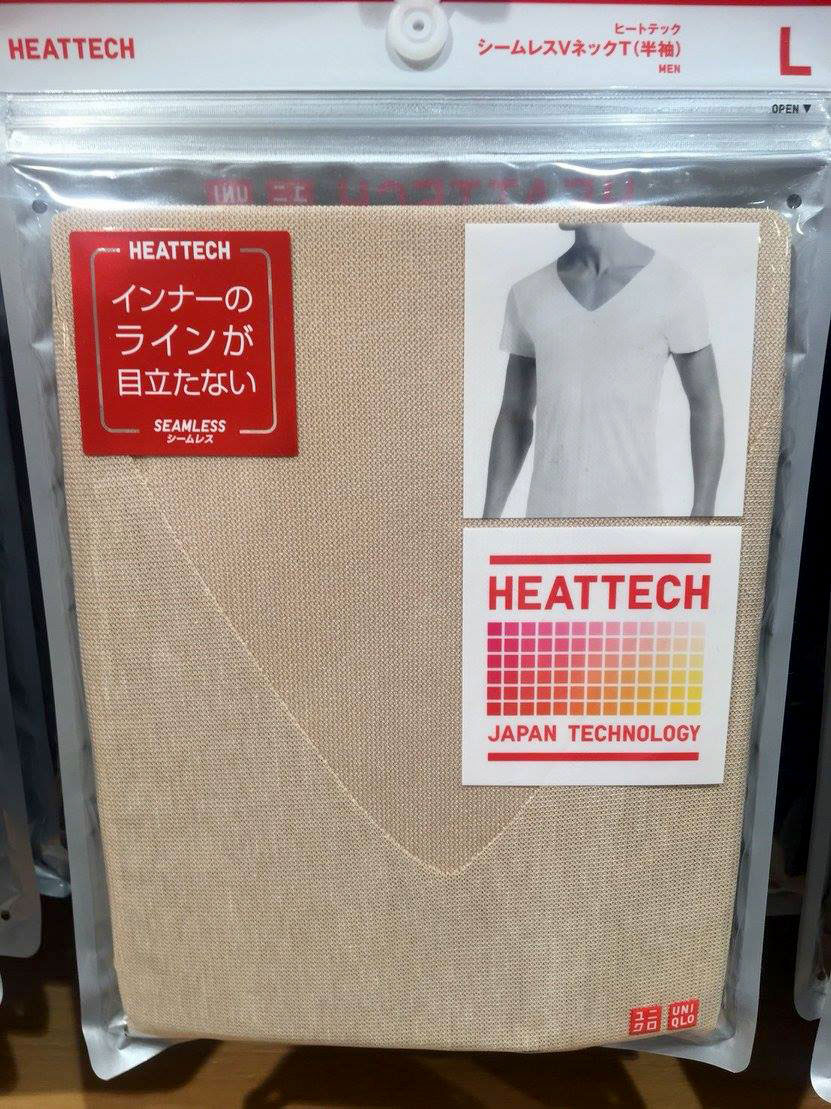 HEATTECH
ヒートテック
シームレスVネックT(半袖)
MEN
L
OPEN ▼
HEATTECH
インナーの
ラインが
目立たない
SEAMLESS
シームレス
HEATTECH
JAPAN TECHNOLOGY
ユニ
クロ
UNI
QLO